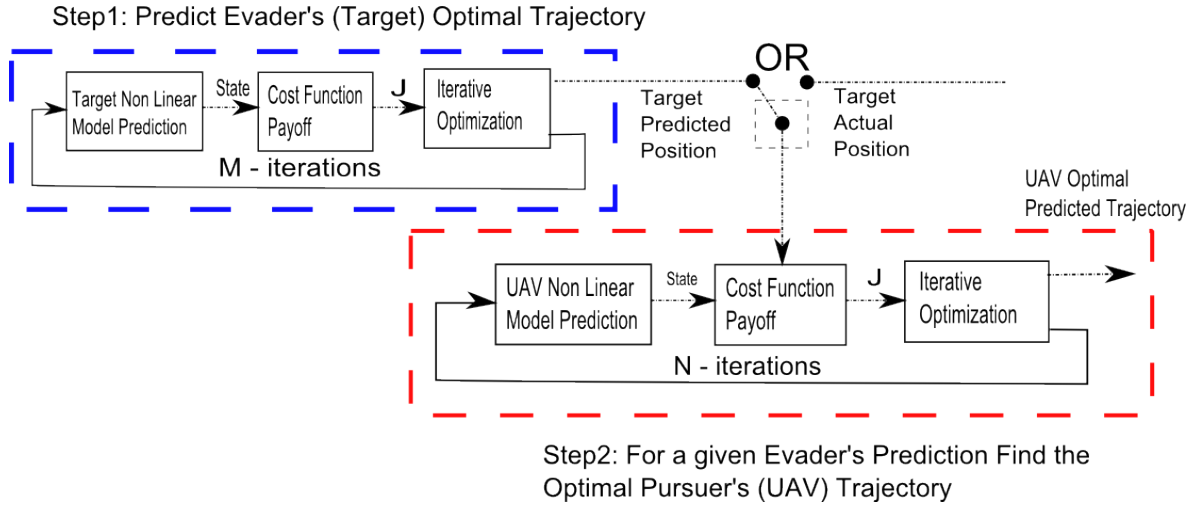 Step1: Predict Evader's (Target) Optimal Trajectory
OR
Target Non Linear
Model Prediction
State
Cost Function
Payoff
J
Iterative
Optimization
M - iterations
Target
Predicted
Position
Target
Actual
Position
UAV Optimal
Predicted Trajectory
UAV Non Linear
Model Prediction
State
Cost Function
Payoff
J
Iterative
Optimization
N - iterations
Step2: For a given Evader's Prediction Find the
Optimal Pursuer's (UAV) Trajectory